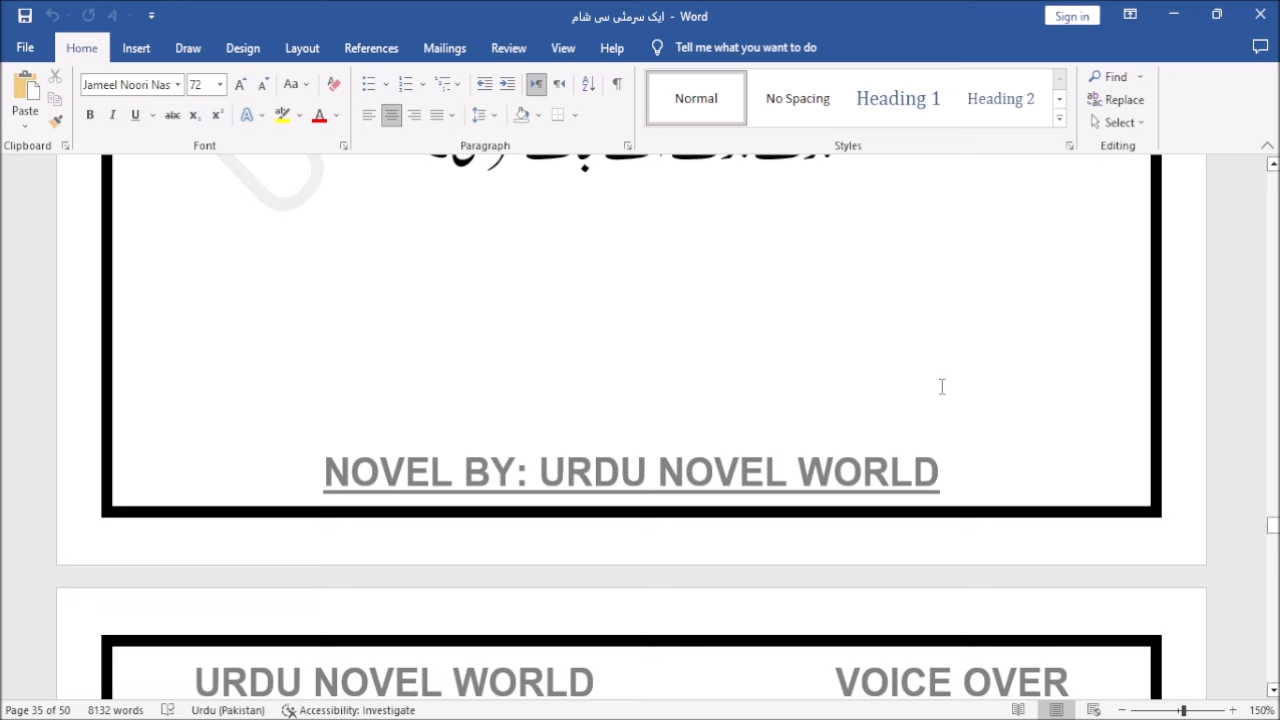 ایک سرمئی سی شام - Word
Sign in
File Home Insert Draw Design Layout References Mailings Review View Help Tell me what you want to do
Paste
Jameel Noori Nas 72
Aa
Normal No Spacing Heading 1 Heading 2
Find
Replace
Select
Clipboard Font Paragraph Styles Editing
NOVEL BY: URDU NOVEL WORLD
URDU NOVEL WORLD VOICE OVER
Page 35 of 50 8132 words Urdu (Pakistan) Accessibility: Investigate 150%